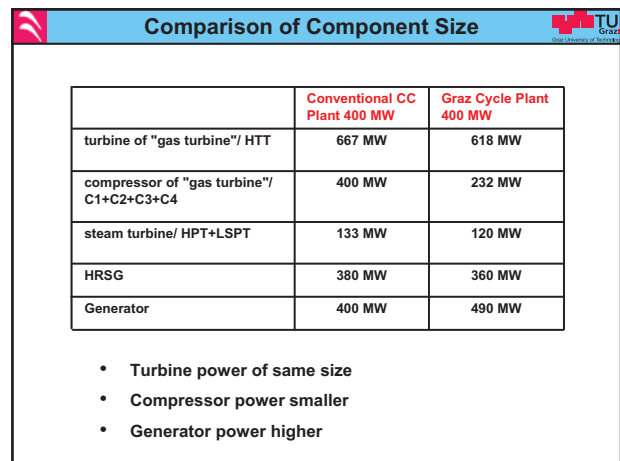 Comparison of Component Size
TU
Graz
Graz University of Technology
Conventional CC Graz Cycle Plant
Plant 400 MW 400 MW
turbine of "gas turbine"/ HTT 667 MW 618 MW
compressor of "gas turbine"/ 400 MW 232 MW
C1+C2+C3+C4
steam turbine/ HPT+LSPT 133 MW 120 MW
HRSG 380 MW 360 MW
Generator 400 MW 490 MW
• Turbine power of same size
• Compressor power smaller
• Generator power higher